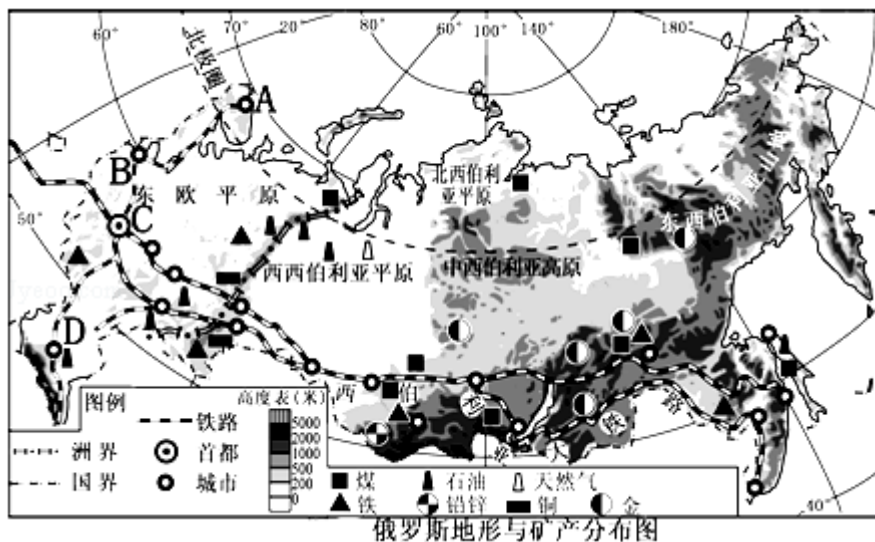 60°
70°
20°
60°
100°
140°
180°
北极圈
A
B
C
D
50°
40°
东欧平原
北西伯利
亚平原
东西伯利亚山地
西西伯利亚平原
中西伯利亚高原
西伯利亚铁路
图例
铁路
洲界
首都
国界
城市
高度表(米)
5000
2000
1000
500
200
0
煤
石油
天然气
铁
铅锌
铜
金
俄罗斯地形与矿产分布图